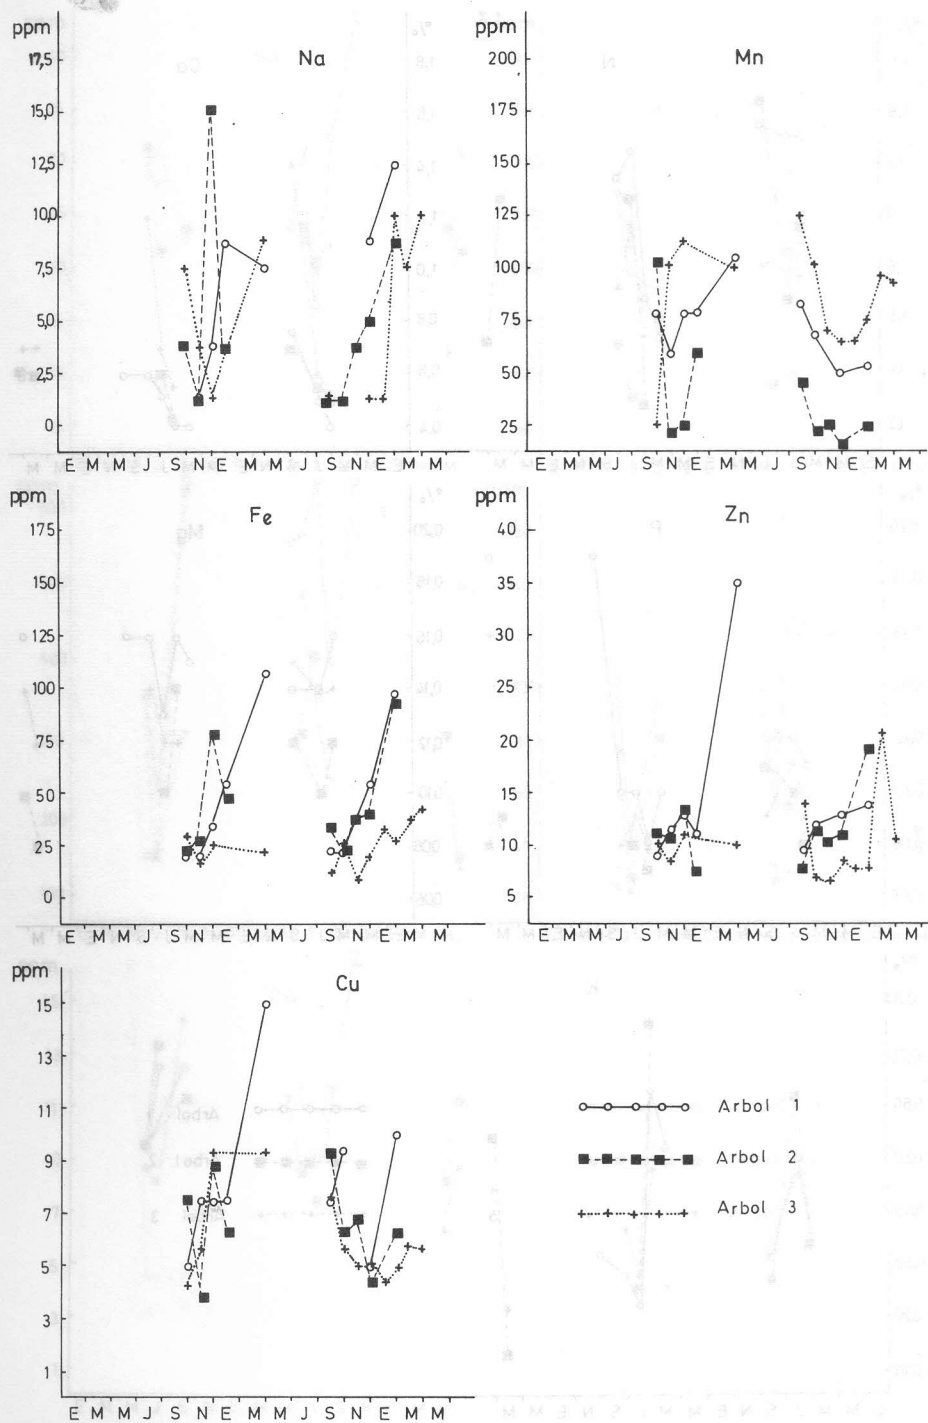 ppm
Na
17,5
15,0
12,5
10,0
7,5
5,0
2,5
0
E M M J S N E M M J S N E M M
ppm
Mn
200
175
150
125
100
75
50
25
E M M J S N E M M J S N E M M
ppm
Fe
175
150
125
100
75
50
25
0
E M M J S N E M M J S N E M M
ppm
Zn
40
35
30
25
20
15
10
5
E M M J S N E M M J S N E M M
ppm
Cu
15
13
11
9
7
5
3
1
E M M J S N E M M J S N E M M
Arbol 1
Arbol 2
Arbol 3